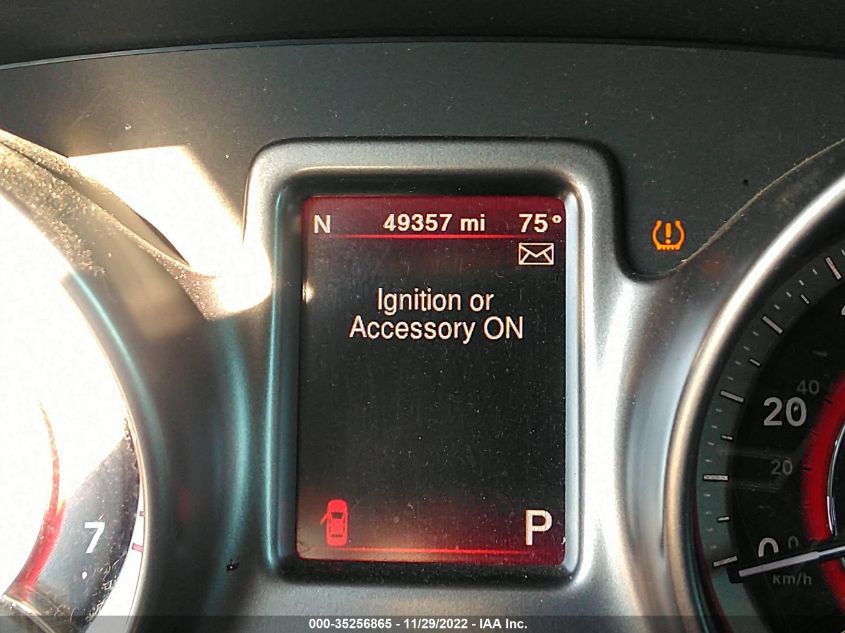 N 49357 mi 75°
Ignition or
Accessory ON
P
7
40
20
20
0 0
km/h
000-35256865 - 11/29/2022 - IAA Inc.